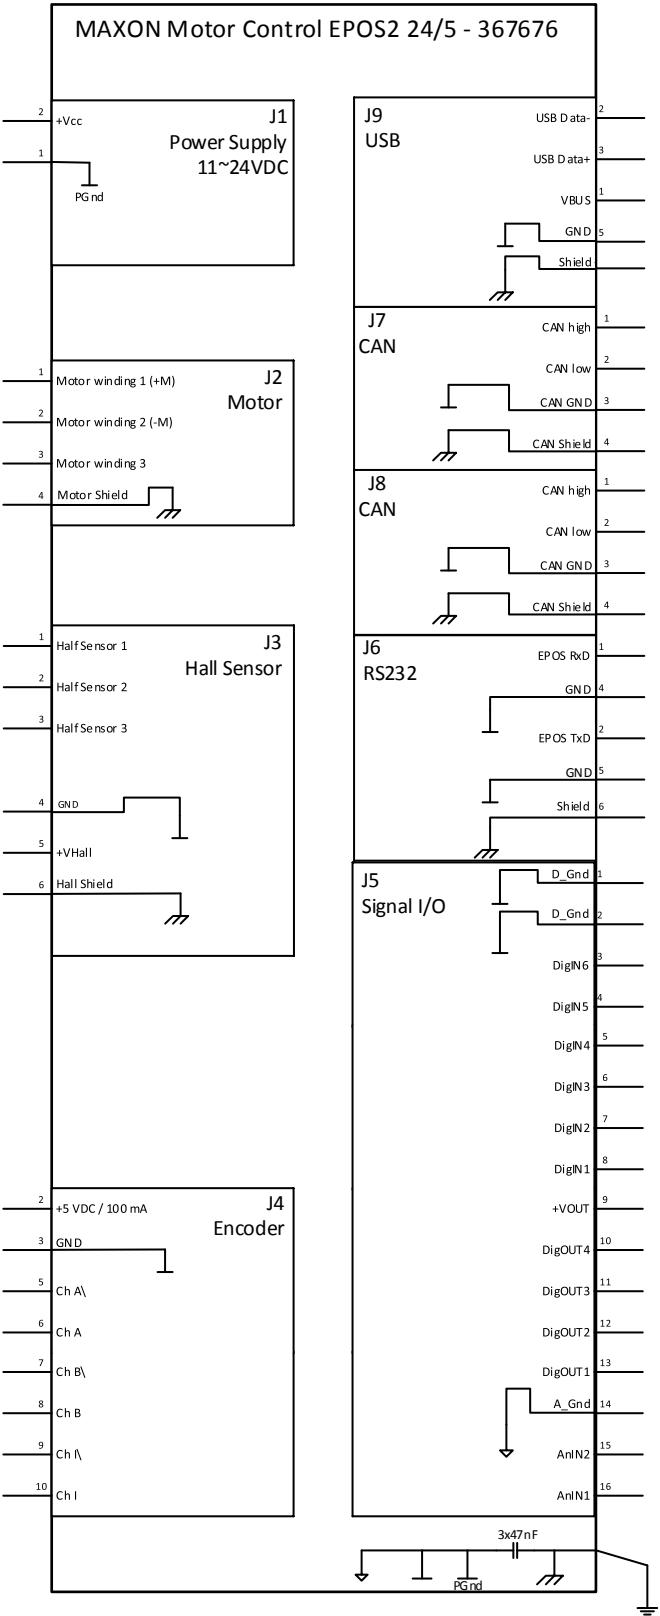 MAXON Motor Control EPOS2 24/5 - 367676
J1
Power Supply
11~24VDC
2 +Vcc
1
PGnd
J2
Motor
1 Motor winding 1 (+M)
2 Motor winding 2 (-M)
3 Motor winding 3
4 Motor Shield
J3
Hall Sensor
1 Half Sensor 1
2 Half Sensor 2
3 Half Sensor 3
4 GND
5 +VHall
6 Hall Shield
J4
Encoder
2 +5 VDC / 100 mA
3 GND
5 Ch A\
6 Ch A
7 Ch B\
8 Ch B
9 Ch I\
10 Ch I
J9
USB
USB Data- 2
USB Data+ 3
VBUS 1
GND 5
Shield
J7
CAN
CAN high 1
CAN low 2
CAN GND 3
CAN Shield 4
J8
CAN
CAN high 1
CAN low 2
CAN GND 3
CAN Shield 4
J6
RS232
EPOS RxD 1
GND 4
EPOS TxD 2
GND 5
Shield 6
J5
Signal I/O
D_Gnd 1
D_Gnd 2
DigIN6 3
DigIN5 4
DigIN4 5
DigIN3 6
DigIN2 7
DigIN1 8
+VOUT 9
DigOUT4 10
DigOUT3 11
DigOUT2 12
DigOUT1 13
A_Gnd 14
AnIN2 15
AnIN1 16
3x47nF
PGnd